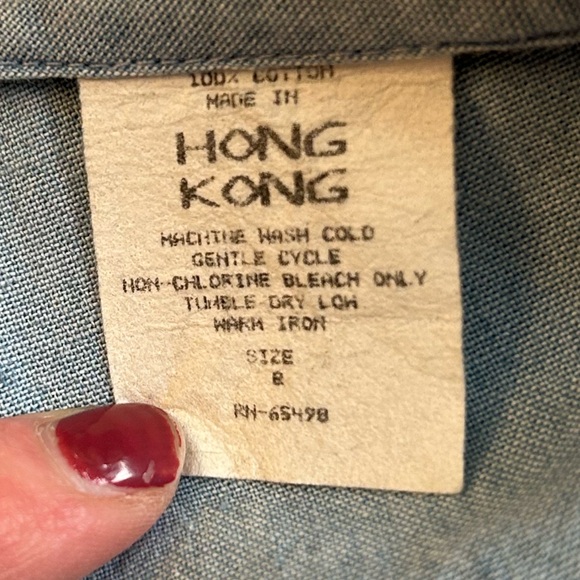 100% COTTON
MADE IN
HONG
KONG
MACHINE WASH COLD
GENTLE CYCLE
NON-CHLORINE BLEACH ONLY
TUMBLE DRY LOW
WARM IRON
SIZE
8
RN-65498